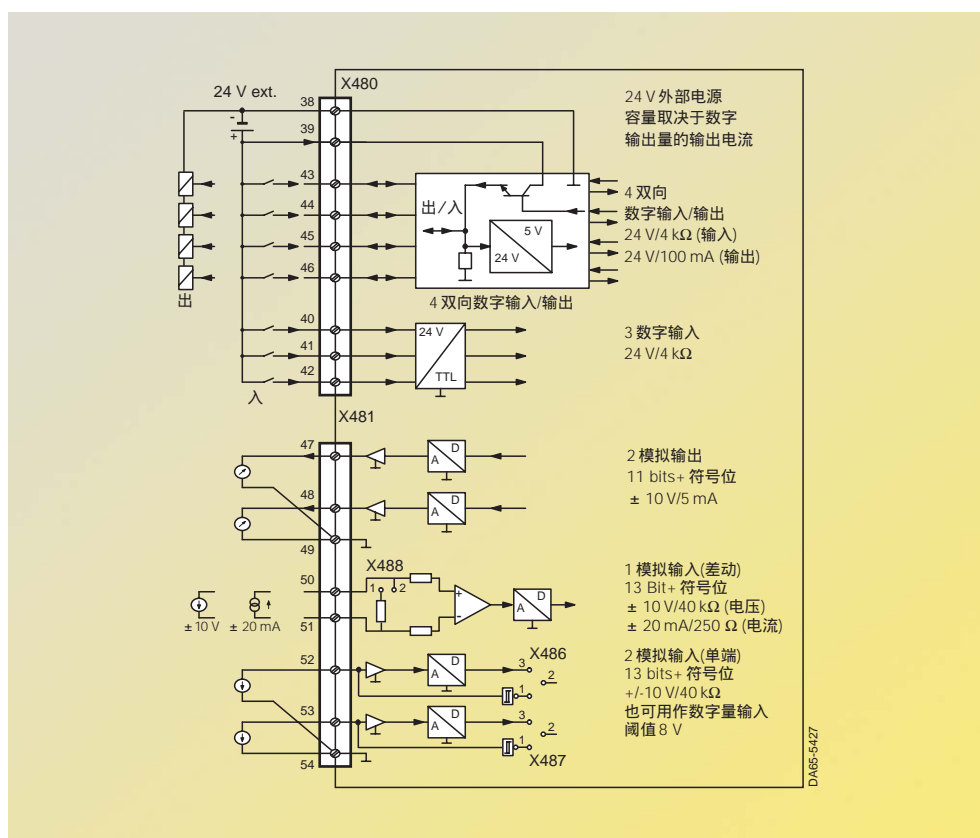 24 V ext.
X480
38
-
+
39
43
44
45
46
出
40
41
42
入
出/入
5 V
24 V
4 双向数字输入/输出
24 V
TTL
24 V 外部电源
容量取决于数字
输出量的输出电流
4 双向
数字输入/输出
24 V/4 kΩ (输入)
24 V/100 mA (输出)
3 数字输入
24 V/4 kΩ
X481
47
D
A
48
D
A
49
2 模拟输出
11 bits+ 符号位
± 10 V/5 mA
50
51
± 10 V
± 20 mA
X488
1
2
+
-
D
A
1 模拟输入(差动)
13 Bit+ 符号位
± 10 V/40 kΩ (电压)
± 20 mA/250 Ω (电流)
52
D
A
X486
3
2
1
53
D
A
3
2
1
X487
54
2 模拟输入(单端)
13 bits+ 符号位
+/-10 V/40 kΩ
也可用作数字量输入
阈值 8 V
DA65-5427